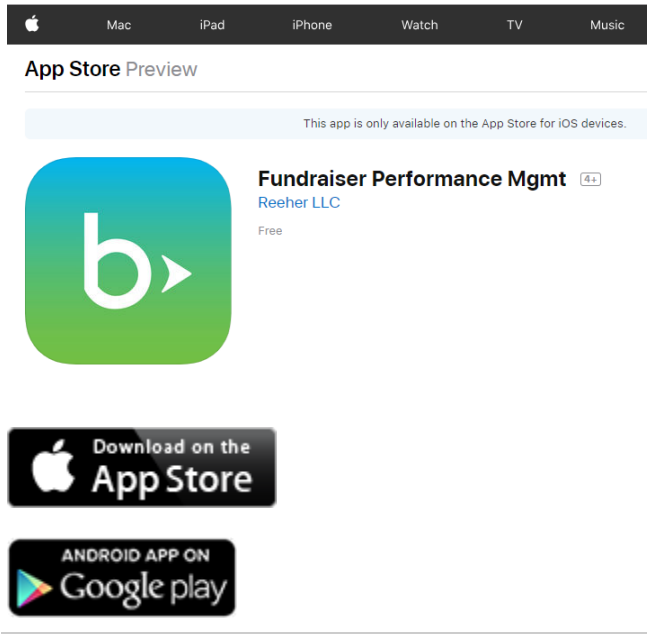 Mac iPad iPhone Watch TV Music
App Store Preview
This app is only available on the App Store for iOS devices.
b
Fundraiser Performance Mgmt 4+
Reeher LLC
Free
Download on the
App Store
ANDROID APP ON
Google play